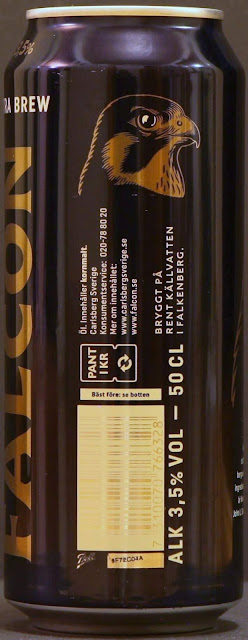 RA BREW
FALCON
Öl. Innehåller kornmalt.
Carlsberg Sverige
Konsumentservice: 020-78 80 20
Mer om innehållet:
www.carlsbergsverige.se
www.falcon.se
BRYGGT PÅ
RENT KÄLLVATTEN
I FALKENBERG.
PANT
1 KR
Bäst före: se botten
ALK 3,5% VOL — 50 CL